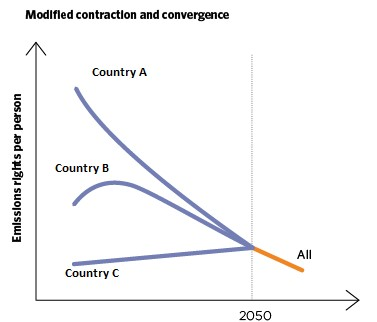 Modified contraction and convergence
Emissions rights per person
Country A
Country B
Country C
All
2050